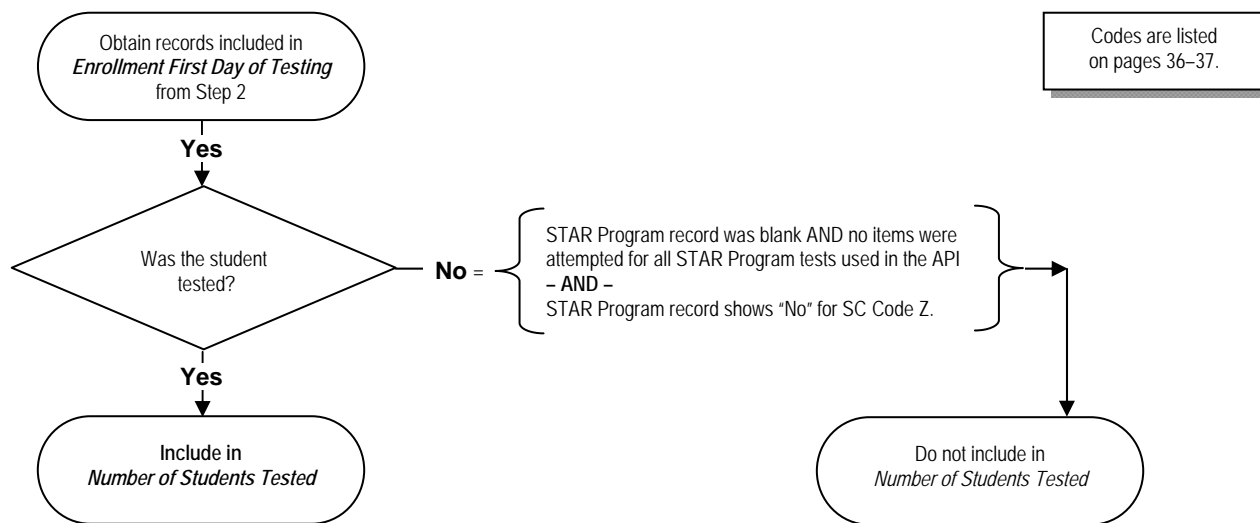 Obtain records included in
Enrollment First Day of Testing
from Step 2
Codes are listed
on pages 36–37.
Yes
Was the student
tested?
No =
STAR Program record was blank AND no items were
attempted for all STAR Program tests used in the API
– AND –
STAR Program record shows “No” for SC Code Z.
Yes
Include in
Number of Students Tested
Do not include in
Number of Students Tested